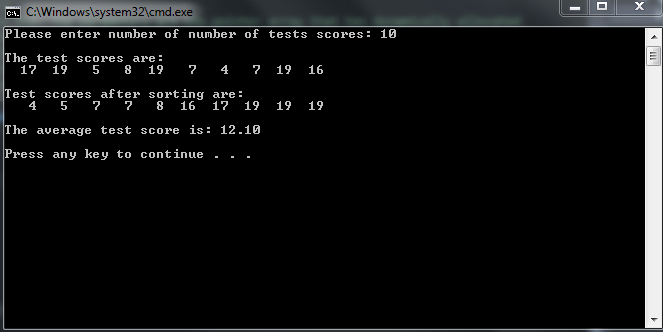 C:\Windows\system32\cmd.exe
Please enter number of number of tests scores: 10
The test scores are:
17 19 5 8 19 7 4 7 19 16
Test scores after sorting are:
4 5 7 7 8 16 17 19 19 19
The average test score is: 12.10
Press any key to continue . . .